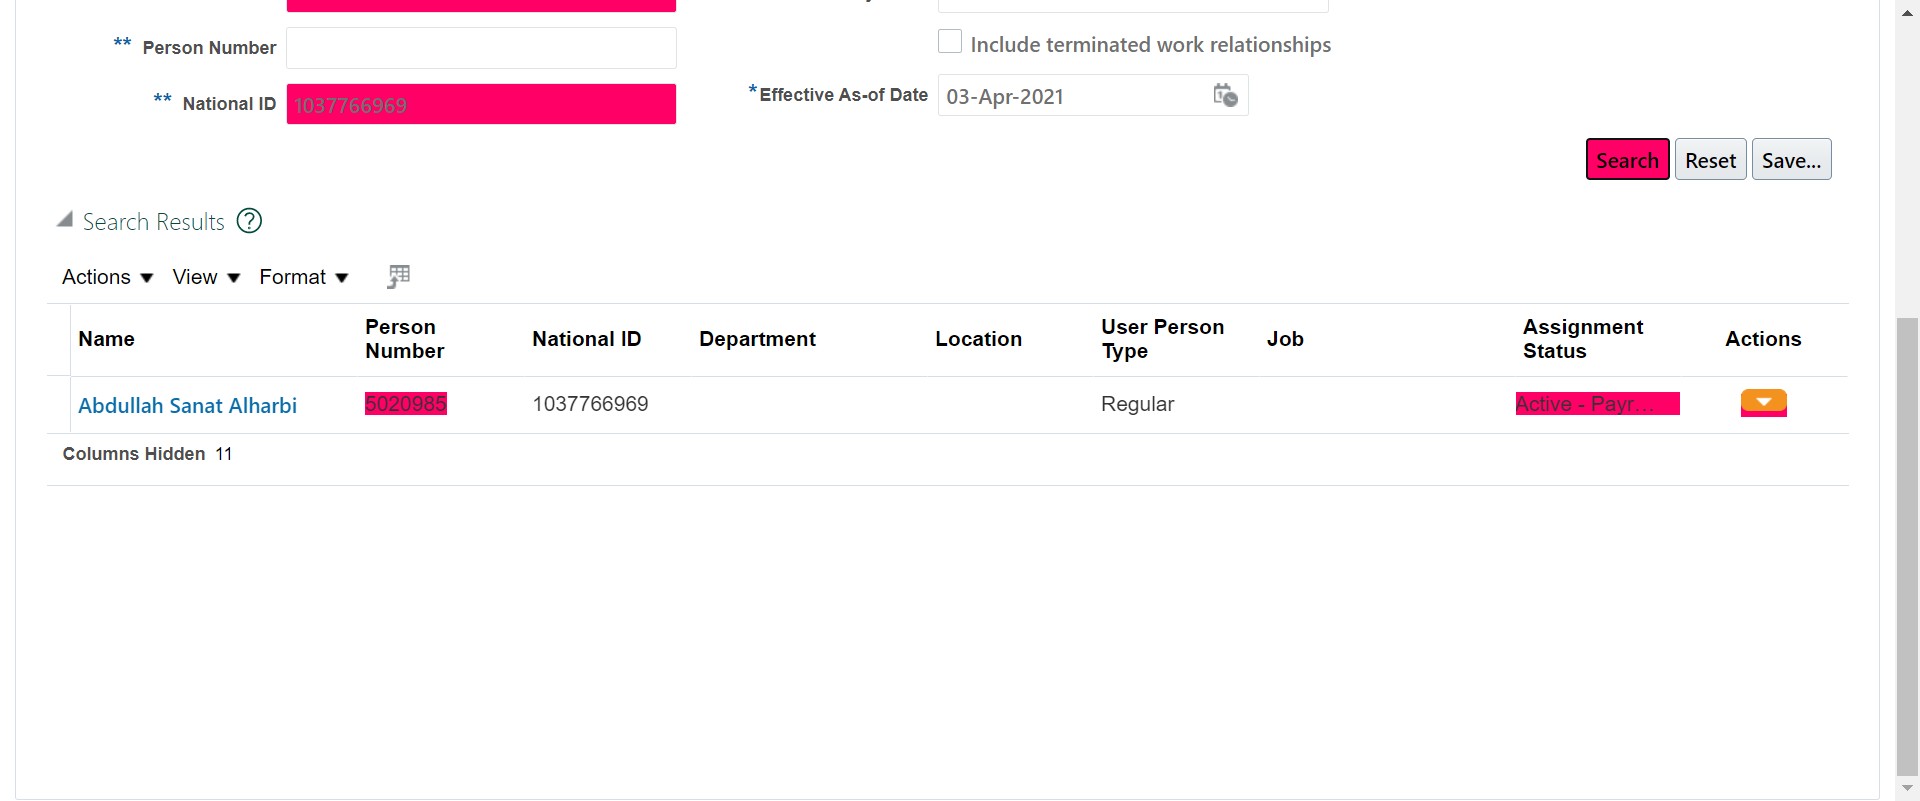 ** Person Number
Include terminated work relationships
** National ID 1037766969
*Effective As-of Date 03-Apr-2021
Search Reset Save...
Search Results ?
Actions View Format
Name Person Number National ID Department Location User Person Type Job Assignment Status Actions
Abdullah Sanat Alharbi 5020985 1037766969 Regular Active - Payr...
Columns Hidden 11